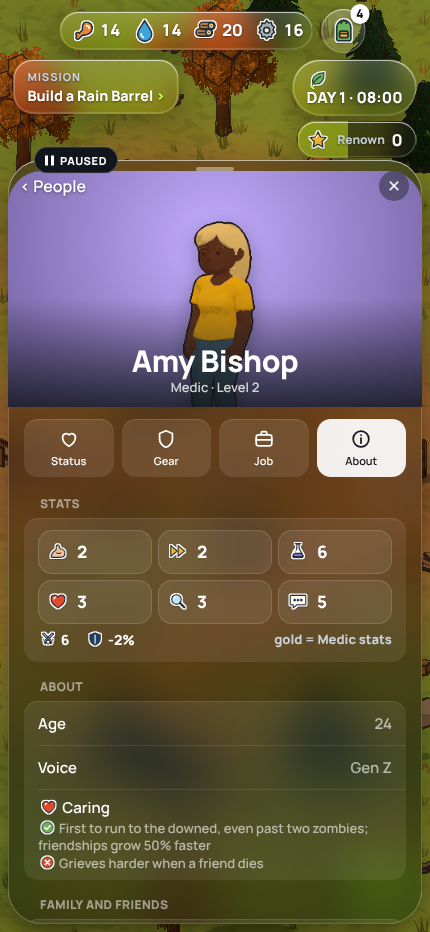 14 14 20 16 4
MISSION
Build a Rain Barrel ›
DAY 1 · 08:00
Renown 0
PAUSED
‹ People
Amy Bishop
Medic · Level 2
Status Gear Job About
STATS
2 2 6
3 3 5
6 -2% gold = Medic stats
ABOUT
Age 24
Voice Gen Z
Caring
First to run to the downed, even past two zombies;
friendships grow 50% faster
Grieves harder when a friend dies
FAMILY AND FRIENDS